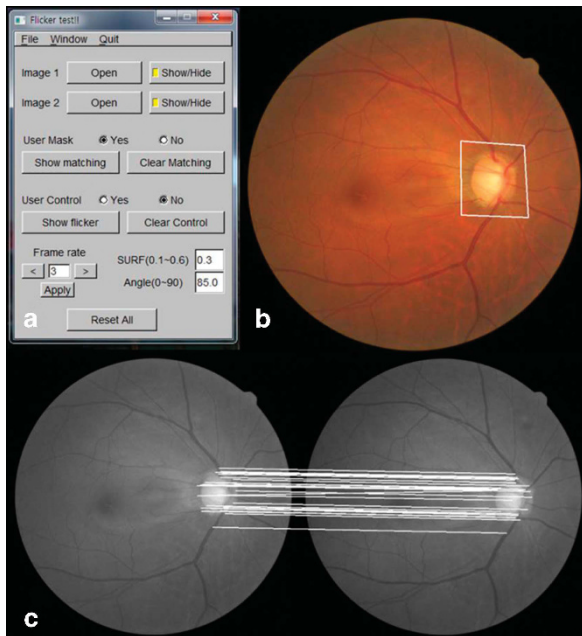 Flicker test!!
File Window Quit
Image 1 Open Show/Hide
Image 2 Open Show/Hide
User Mask Yes No
Show matching Clear Matching
User Control Yes No
Show flicker Clear Control
Frame rate
SURF(0.1~0.6) 0.3
< 3 >
Angle(0~90) 85.0
Apply
Reset All
a
b
c